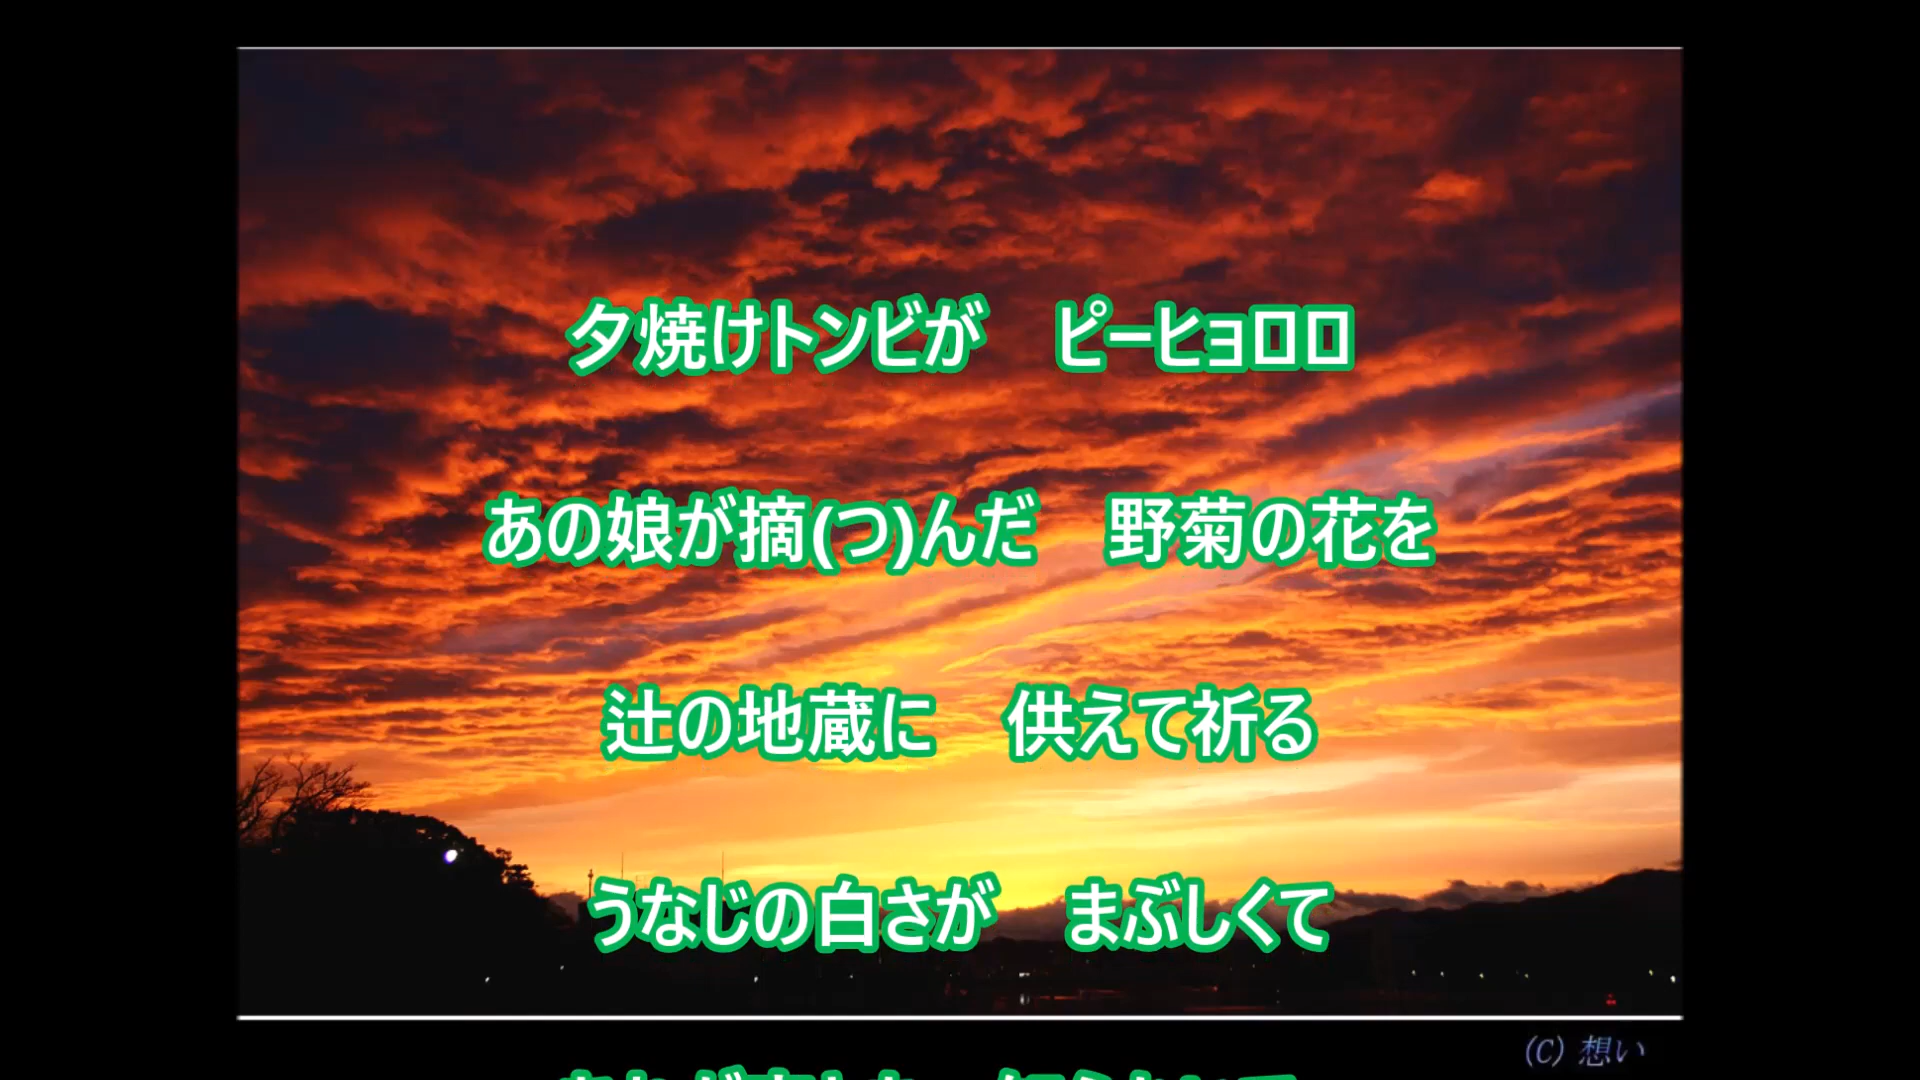 夕焼けトンビが　ピーヒョロロ
あの娘が摘(つ)んだ　野菊の花を
辻の地蔵に　供えて祈る
うなじの白さが　まぶしくて
(C) 想い